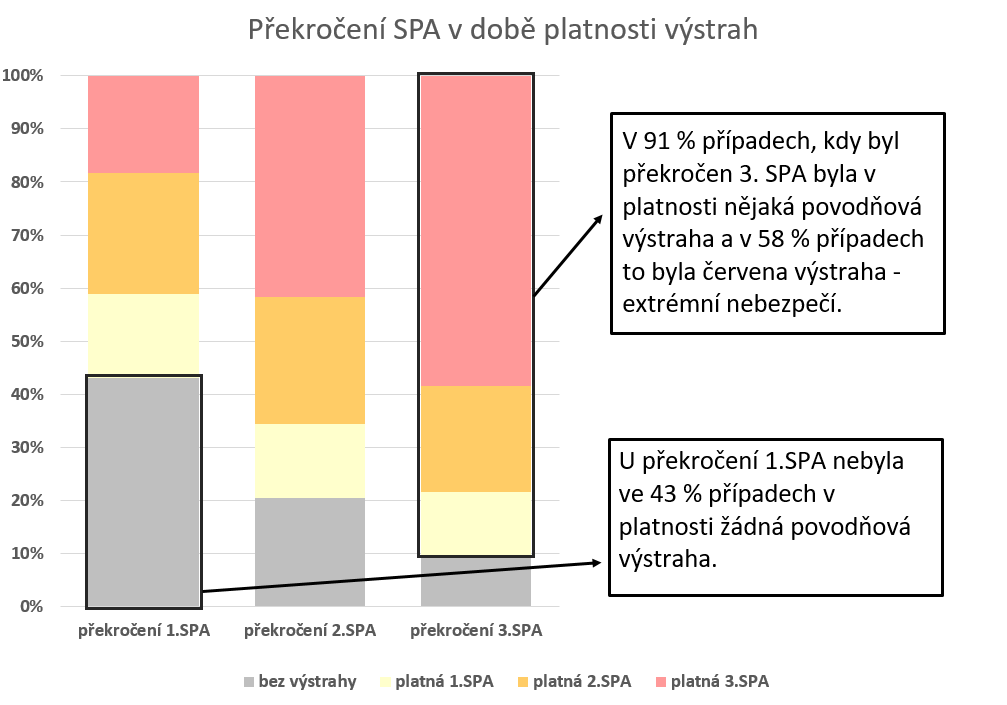 Překročení SPA v době platnosti výstrah
100%
90%
80%
70%
60%
50%
40%
30%
20%
10%
0%
překročení 1.SPA
překročení 2.SPA
překročení 3.SPA
bez výstrahy
platná 1.SPA
platná 2.SPA
platná 3.SPA
V 91 % případech, kdy byl
překročen 3. SPA byla v
platnosti nějaká povodňová
výstraha a v 58 % případech
to byla červena výstraha -
extrémní nebezpečí.
U překročení 1.SPA nebyla
ve 43 % případech v
platnosti žádná povodňová
výstraha.